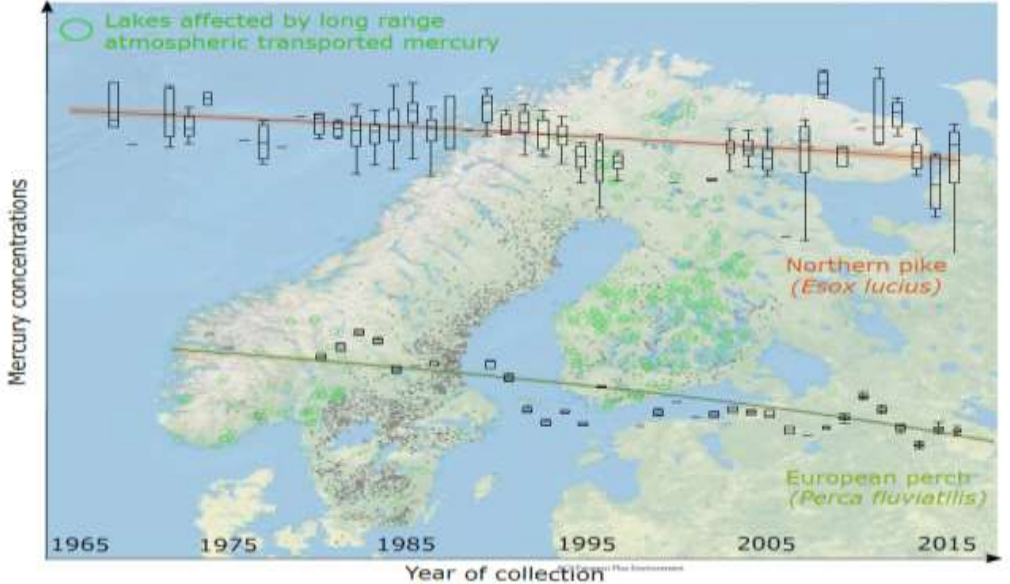 Lakes affected by long range
atmospheric transported mercury
Mercury concentrations
Northern pike
(Esox lucius)
European perch
(Perca fluviatilis)
1965 1975 1985 1995 2005 2015
Year of collection